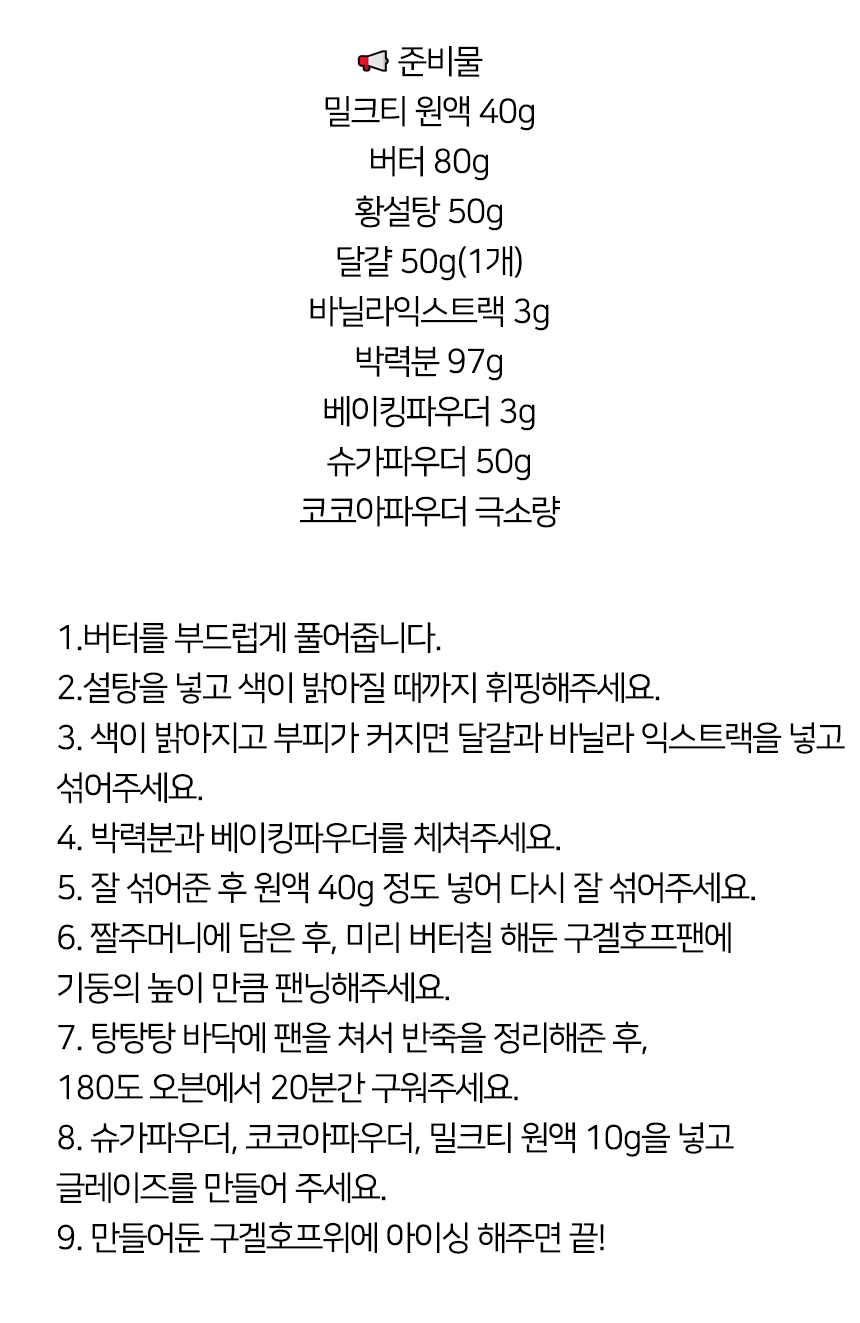 준비물
밀크티 원액 40g
버터 80g
황설탕 50g
달걀 50g(1개)
바닐라익스트랙 3g
박력분 97g
베이킹파우더 3g
슈가파우더 50g
코코아파우더 극소량
1.버터를 부드럽게 풀어줍니다.
2.설탕을 넣고 색이 밝아질 때까지 휘핑해주세요.
3. 색이 밝아지고 부피가 커지면 달걀과 바닐라 익스트랙을 넣고
섞어주세요.
4. 박력분과 베이킹파우더를 체쳐주세요.
5. 잘 섞어준 후 원액 40g 정도 넣어 다시 잘 섞어주세요.
6. 짤주머니에 담은 후, 미리 버터칠 해둔 구겔호프팬에
기둥의 높이 만큼 팬닝해주세요.
7. 탕탕탕 바닥에 팬을 쳐서 반죽을 정리해준 후,
180도 오븐에서 20분간 구워주세요.
8. 슈가파우더, 코코아파우더, 밀크티 원액 10g을 넣고
글레이즈를 만들어 주세요.
9. 만들어둔 구겔호프위에 아이싱 해주면 끝!